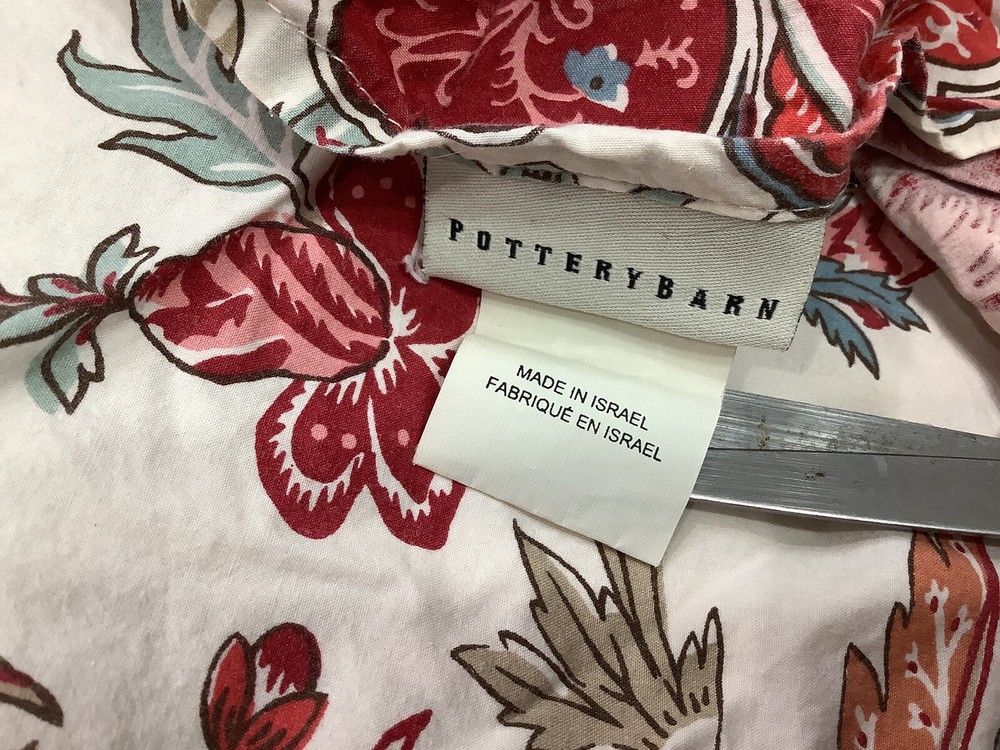 POTTERYBARN
MADE IN ISRAEL
FABRIQUÉ EN ISRAEL